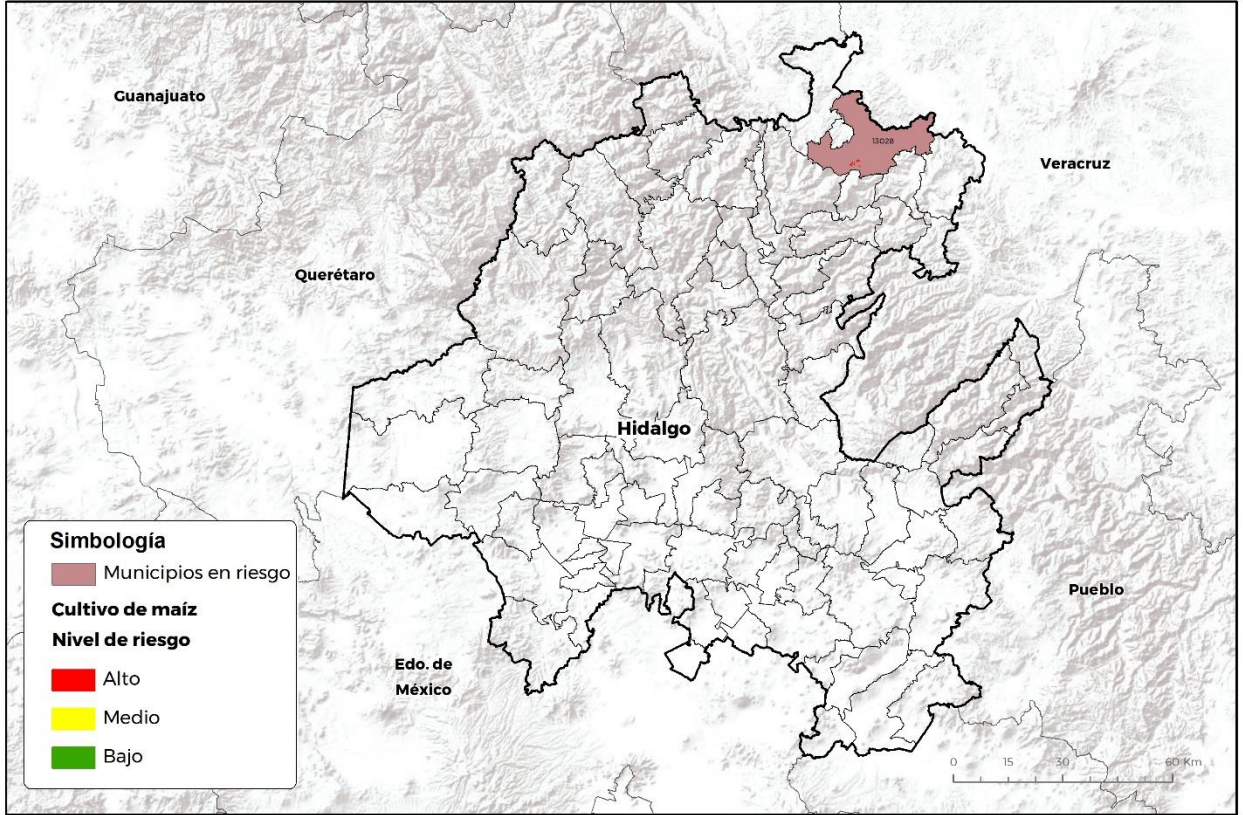 Guanajuato
13028
Veracruz
Querétaro
Hidalgo
Pueblo
Edo. de
México
Simbología
Municipios en riesgo
Cultivo de maíz
Nivel de riesgo
Alto
Medio
Bajo
0 15 30 60 Km